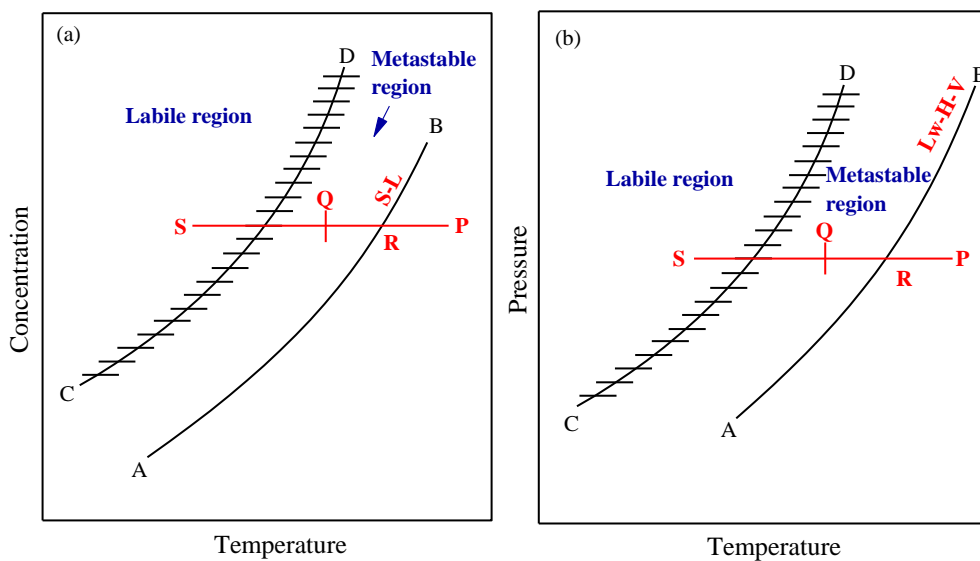 (a)
D
Metastable
region
Labile region
B
S-L
Q
S
R
P
C
A
Concentration
Temperature
(b)
D
Lw-H-V
Labile region
Metastable
region
Q
S
R
P
C
A
Pressure
Temperature